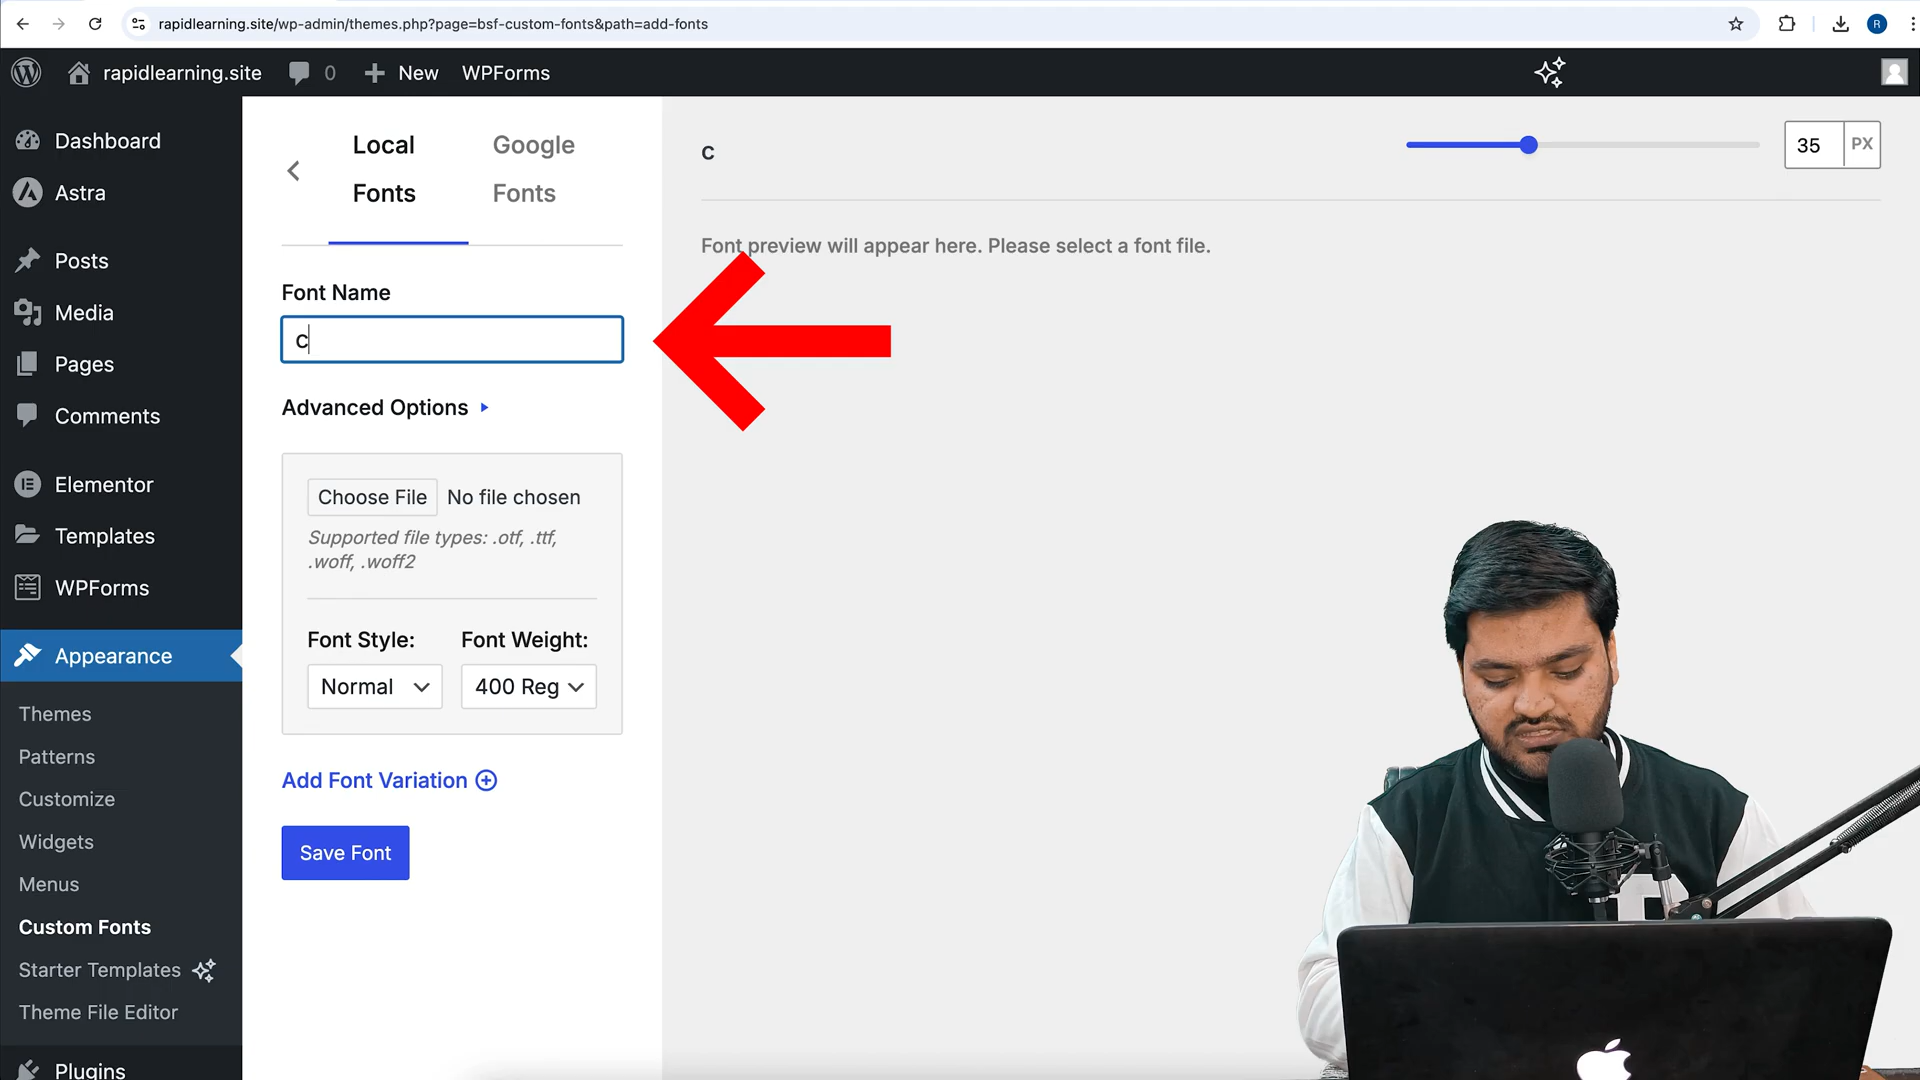 rapidlearning.site/wp-admin/themes.php?page=bsf-custom-fonts&path=add-fonts
R
rapidlearning.site
0
New
WPForms
Dashboard
Astra
Posts
Media
Pages
Comments
Elementor
Templates
WPForms
Appearance
Themes
Patterns
Customize
Widgets
Menus
Custom Fonts
Starter Templates
Theme File Editor
Plugins
Local
Fonts
Google
Fonts
Font Name
c
Advanced Options
Choose File No file chosen
Supported file types: .otf, .ttf,
.woff, .woff2
Font Style: Font Weight:
Normal 400 Reg
Add Font Variation
Save Font
c
35 PX
Font preview will appear here. Please select a font file.